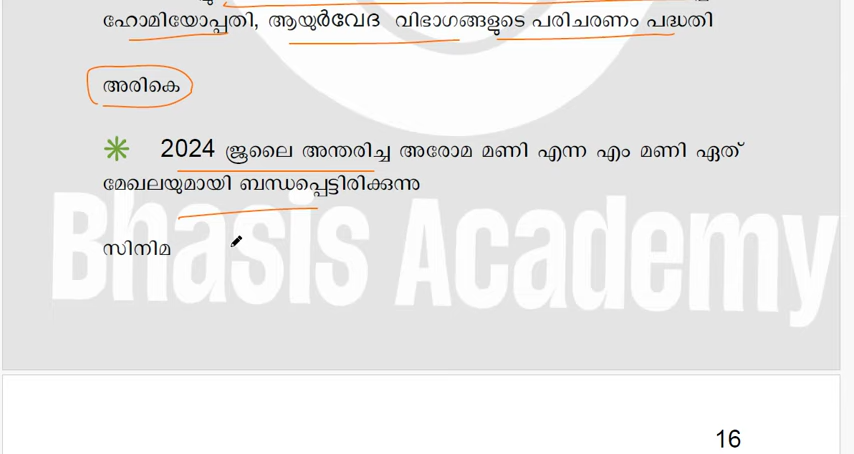 ഹോമിയോപ്പതി, ആയുർവേദ വിഭാഗങ്ങളുടെ പരിചരണം പദ്ധതി
അരികെ
2024 ജൂലൈ അന്തരിച്ച അരോമ മണി എന്ന എം മണി ഏത്
മേഖലയുമായി ബന്ധപ്പെട്ടിരിക്കുന്നു
സിനിമ
Bhasis Academy
16